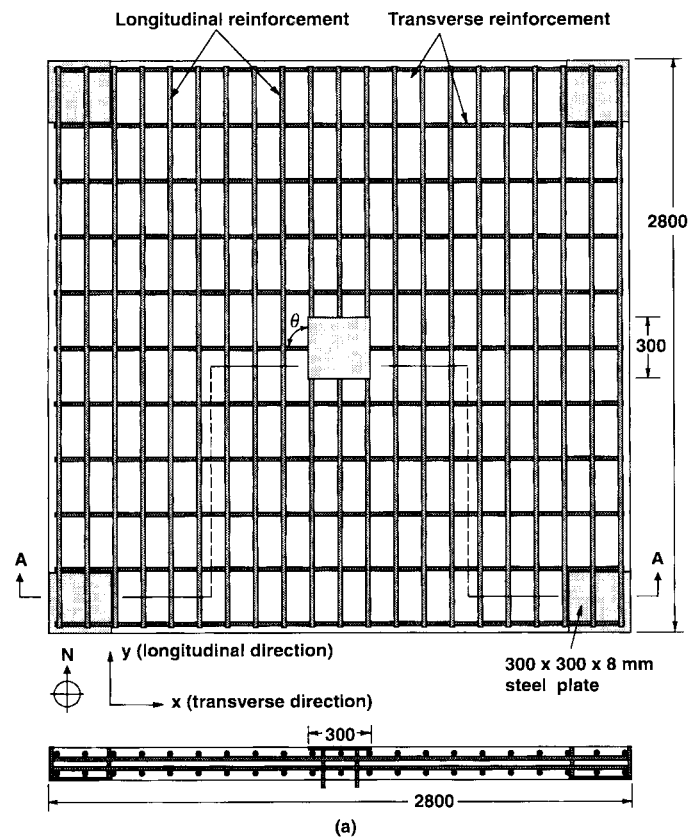 Longitudinal reinforcement
Transverse reinforcement
θ
2800
300
A
A
N
y (longitudinal direction)
x (transverse direction)
300 x 300 x 8 mm
steel plate
300
2800
(a)